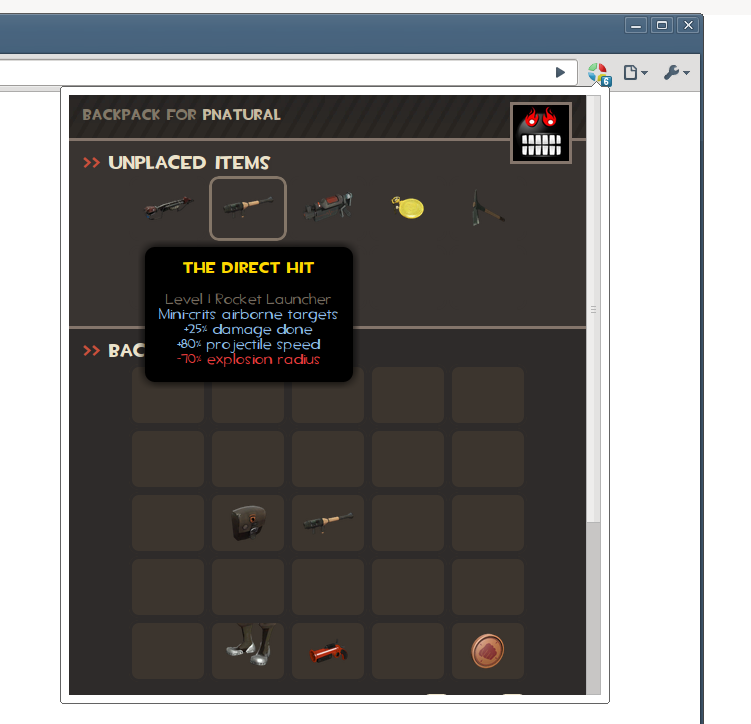 6
BACKPACK FOR PNATURAL
>> UNPLACED ITEMS
THE DIRECT HIT
Level 1 Rocket Launcher
Mini-crits airborne targets
+25% damage done
+80% projectile speed
-70% explosion radius
>> BAC